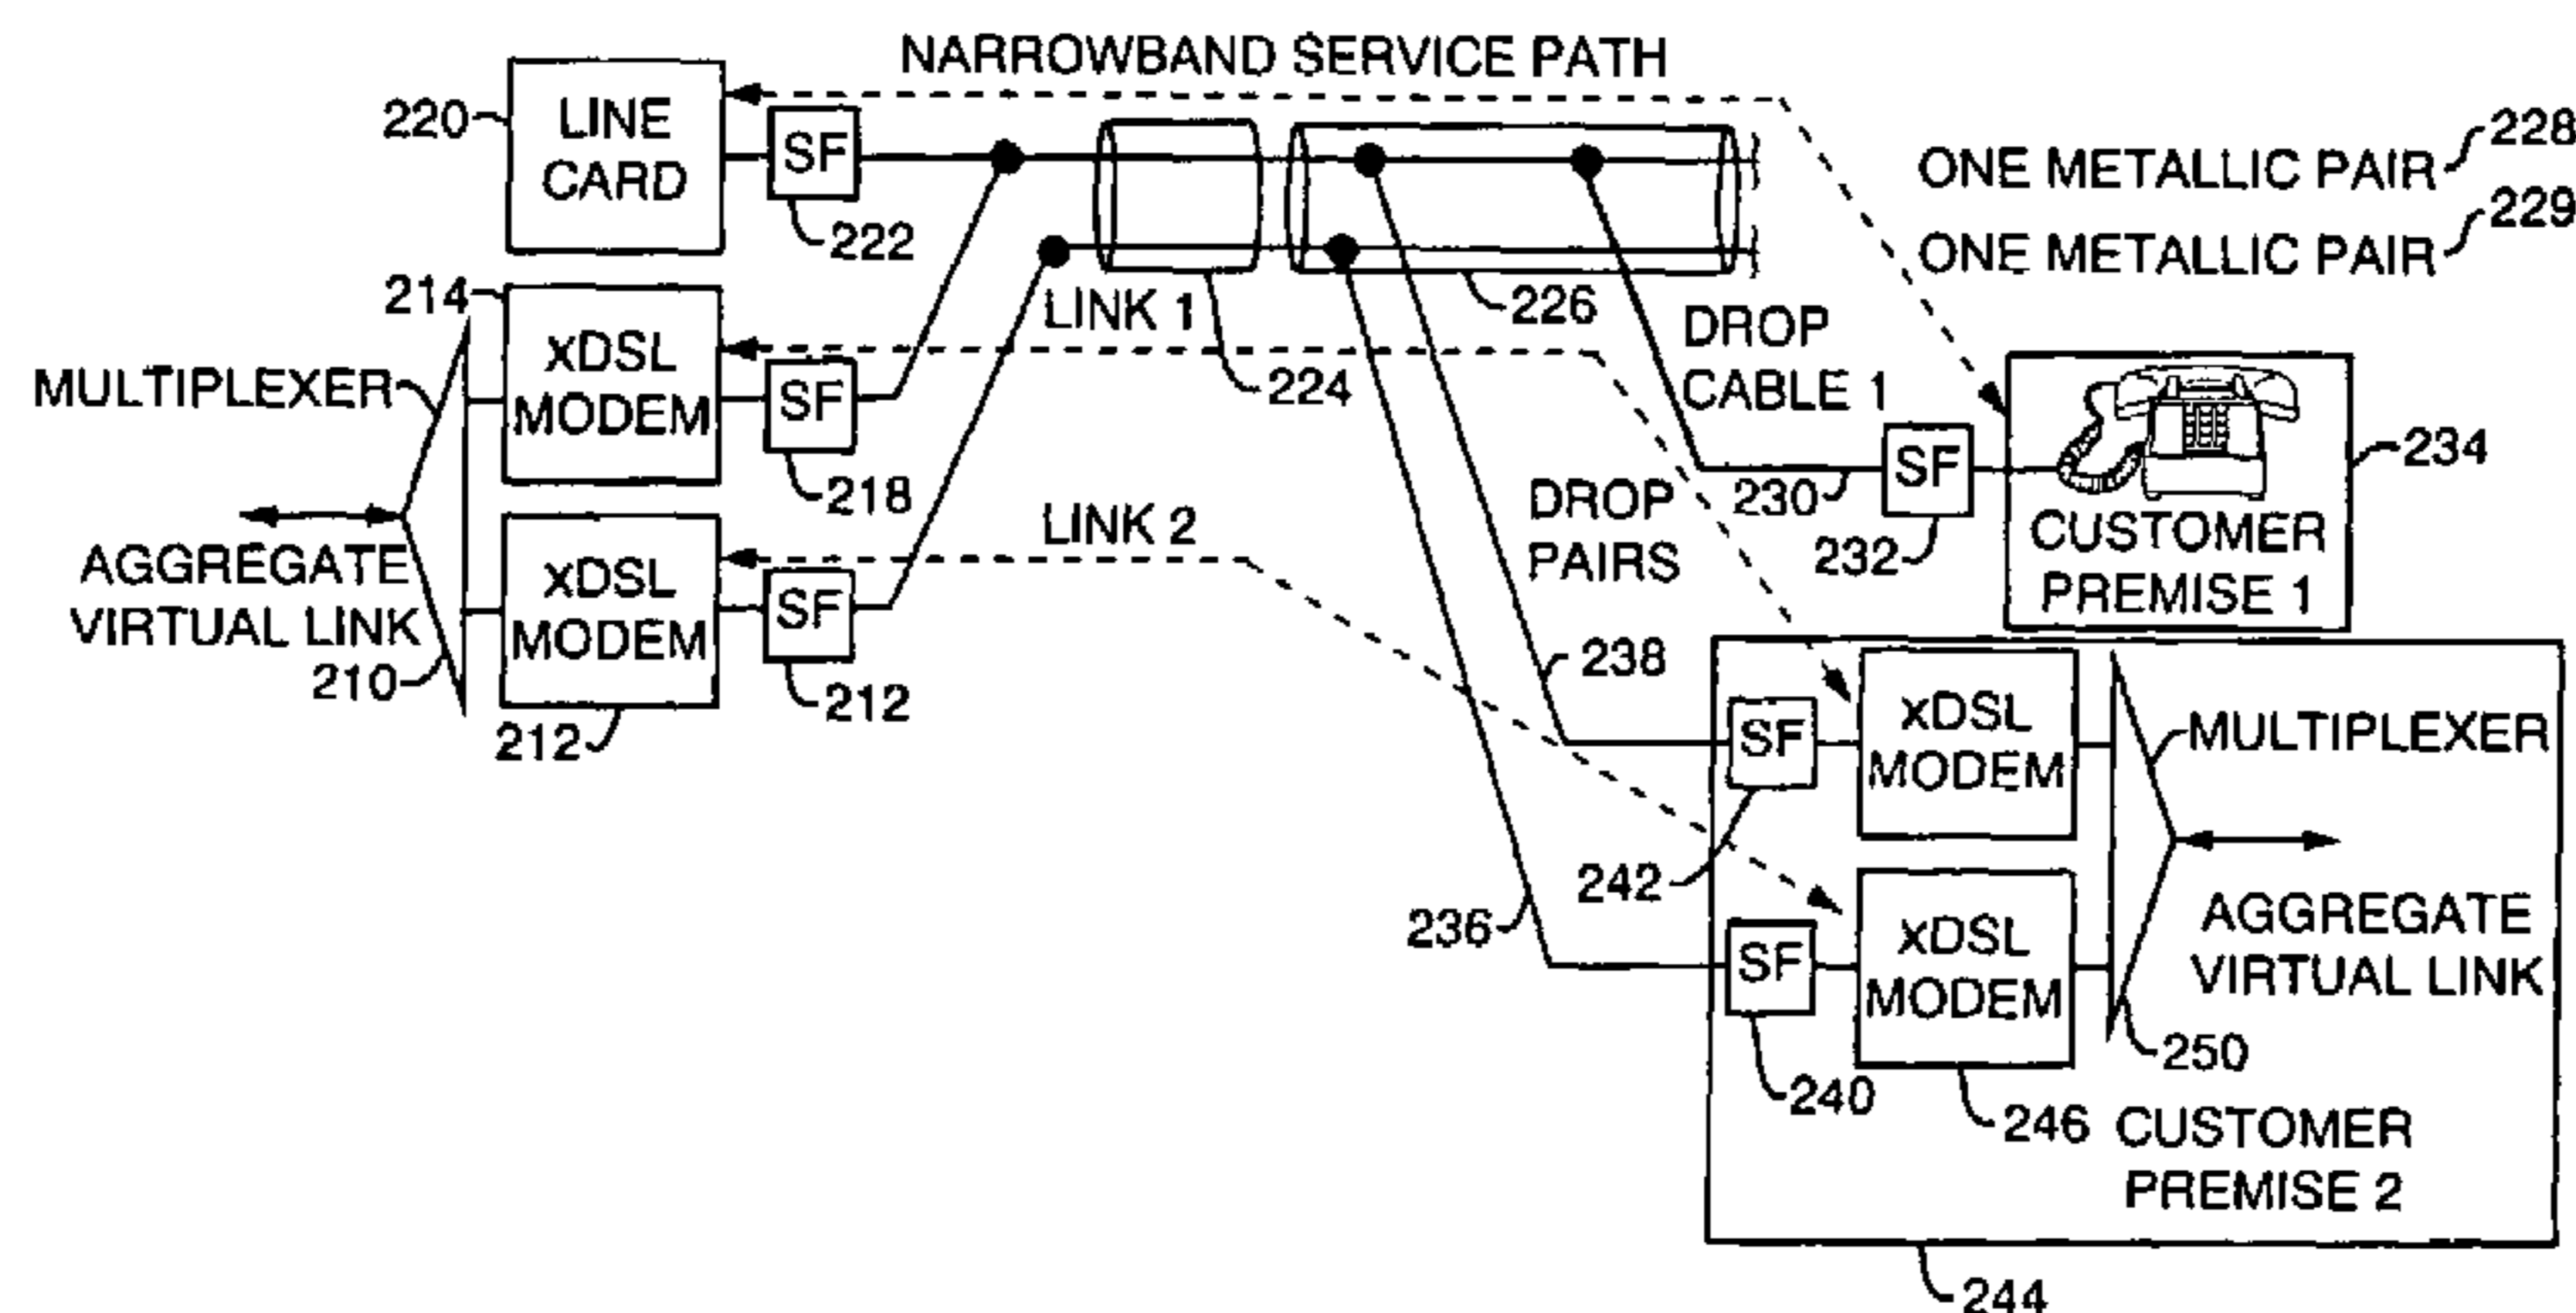 NARROWBAND SERVICE PATH
220
LINE
CARD
SF
222
ONE METALLIC PAIR
228
ONE METALLIC PAIR
229
214
xDSL
MODEM
SF
218
LINK 1
224
226
DROP
CABLE 1
MULTIPLEXER
230
SF
232
234
CUSTOMER
PREMISE 1
AGGREGATE
VIRTUAL LINK
210
xDSL
MODEM
212
SF
212
LINK 2
DROP
PAIRS
238
236
SF
242
xDSL
MODEM
MULTIPLEXER
SF
240
xDSL
MODEM
246
250
AGGREGATE
VIRTUAL LINK
CUSTOMER
PREMISE 2
244